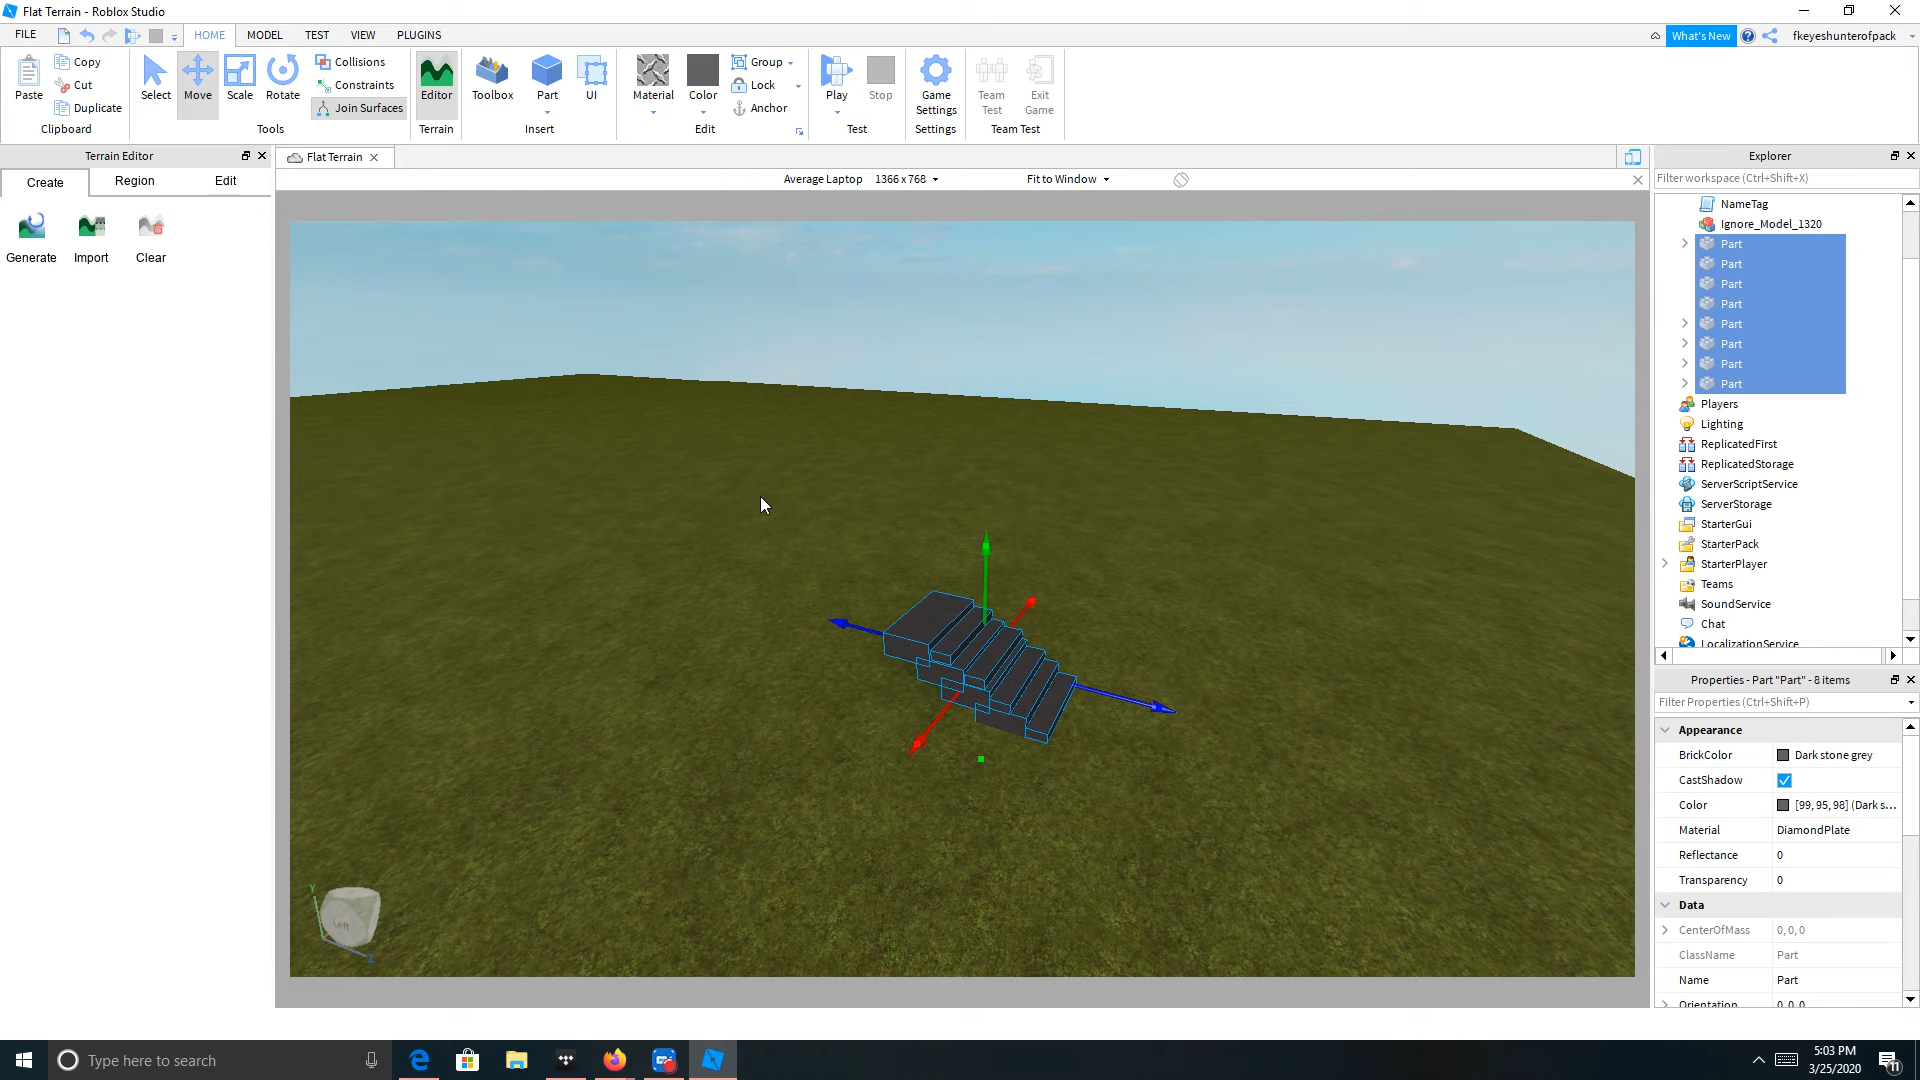 Flat Terrain - Roblox Studio
FILE HOME MODEL TEST VIEW PLUGINS What's New fkeyeshunterofpack
Paste Copy Cut Duplicate Clipboard
Select Move Scale Rotate Collisions Constraints Join Surfaces Tools
Editor Terrain
Toolbox Part UI Insert
Material Color Group Lock Anchor Edit
Play Stop Test
Game Settings Settings
Team Test Exit Game Team Test
Terrain Editor
Create Region Edit
Generate Import Clear
Flat Terrain
Average Laptop 1366 x 768 Fit to Window
Left
Y
Z
Explorer
Filter workspace (Ctrl+Shift+X)
NameTag
Ignore_Model_1320
Part
Part
Part
Part
Part
Part
Part
Part
Players
Lighting
ReplicatedFirst
ReplicatedStorage
ServerScriptService
ServerStorage
StarterGui
StarterPack
StarterPlayer
Teams
SoundService
Chat
LocalizationService
Properties - Part "Part" - 8 items
Filter Properties (Ctrl+Shift+P)
Appearance
BrickColor Dark stone grey
CastShadow
Color [99, 95, 98] (Dark s...
Material DiamondPlate
Reflectance 0
Transparency 0
Data
CenterOfMass 0, 0, 0
ClassName Part
Name Part
Orientation 0, 0, 0
Type here to search
5:03 PM
3/25/2020
11